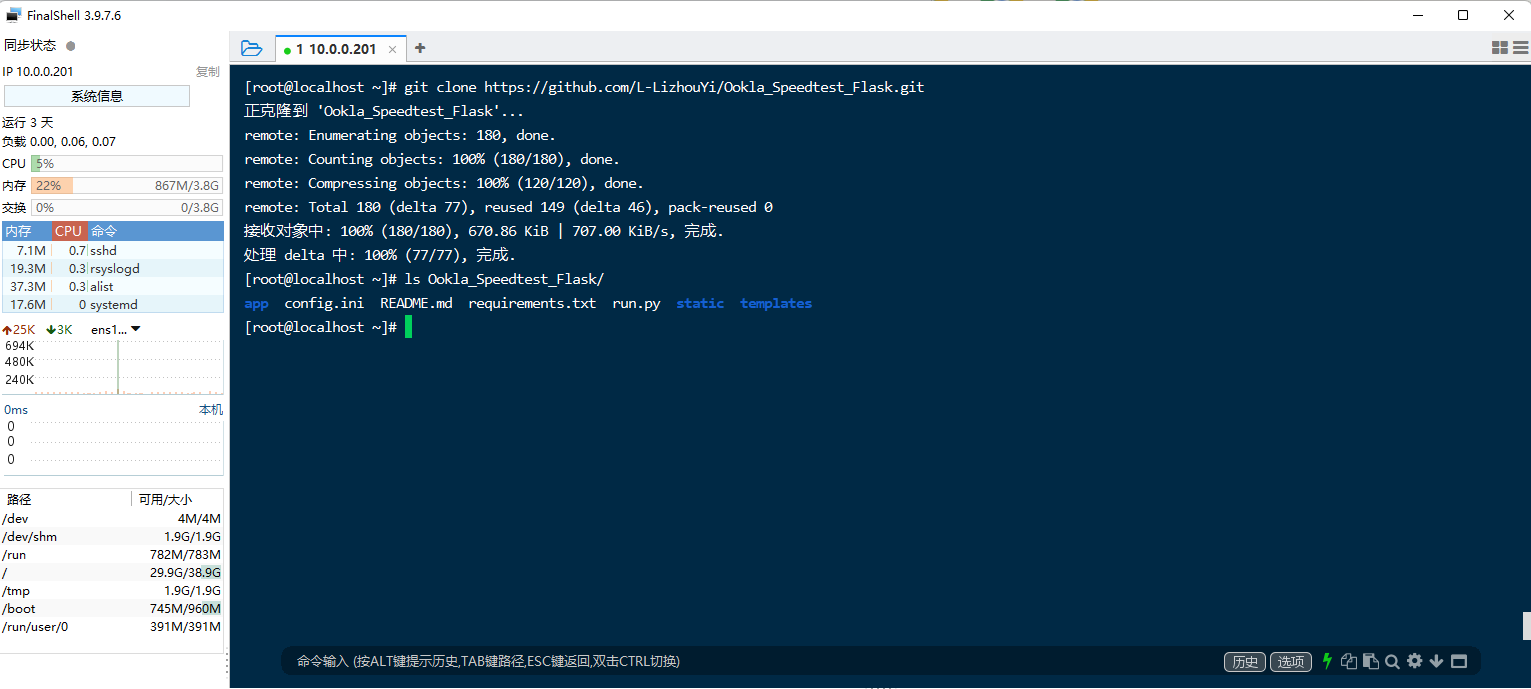 FinalShell 3.9.7.6
同步状态
IP 10.0.0.201 复制
系统信息
运行 3 天
负载 0.00, 0.06, 0.07
CPU 5%
内存 22% 867M/3.8G
交换 0% 0/3.8G
内存 CPU 命令
7.1M 0.7 sshd
19.3M 0.3 rsyslogd
37.3M 0.3 alist
17.6M 0 systemd
25K 3K ens1...
694K
480K
240K
0ms 本机
0
0
0
路径 可用/大小
/dev 4M/4M
/dev/shm 1.9G/1.9G
/run 782M/783M
/ 29.9G/38.9G
/tmp 1.9G/1.9G
/boot 745M/960M
/run/user/0 391M/391M
1 10.0.0.201
[root@localhost ~]# git clone https://github.com/L-LizhouYi/Ookla_Speedtest_Flask.git
正克隆到 'Ookla_Speedtest_Flask'...
remote: Enumerating objects: 180, done.
remote: Counting objects: 100% (180/180), done.
remote: Compressing objects: 100% (120/120), done.
remote: Total 180 (delta 77), reused 149 (delta 46), pack-reused 0
接收对象中: 100% (180/180), 670.86 KiB | 707.00 KiB/s, 完成.
处理 delta 中: 100% (77/77), 完成.
[root@localhost ~]# ls Ookla_Speedtest_Flask/
app config.ini README.md requirements.txt run.py static templates
[root@localhost ~]#
命令输入 (按ALT键提示历史,TAB键路径,ESC键返回,双击CTRL切换) 历史 选项